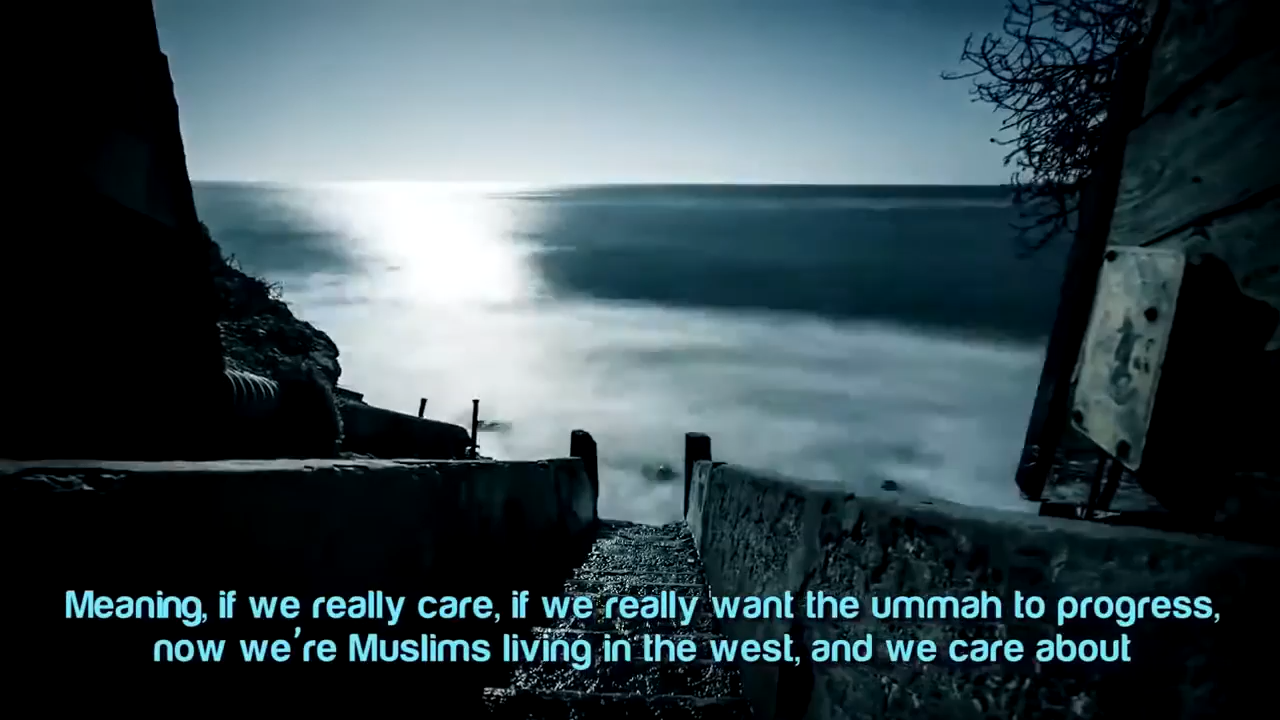 Meaning, if we really care, if we really want the ummah to progress,
now we're Muslims living in the west, and we care about